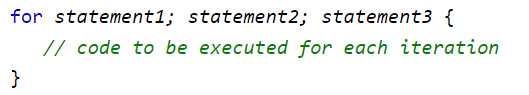 for statement1; statement2; statement3 {
   // code to be executed for each iteration
}